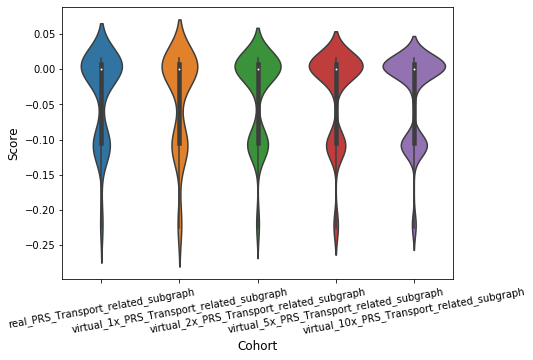 0.05
0.00
−0.05
−0.10
−0.15
−0.20
−0.25
Score
real_PRS_Transport_related_subgraph
virtual_1x_PRS_Transport_related_subgraph
virtual_2x_PRS_Transport_related_subgraph
virtual_5x_PRS_Transport_related_subgraph
virtual_10x_PRS_Transport_related_subgraph
Cohort